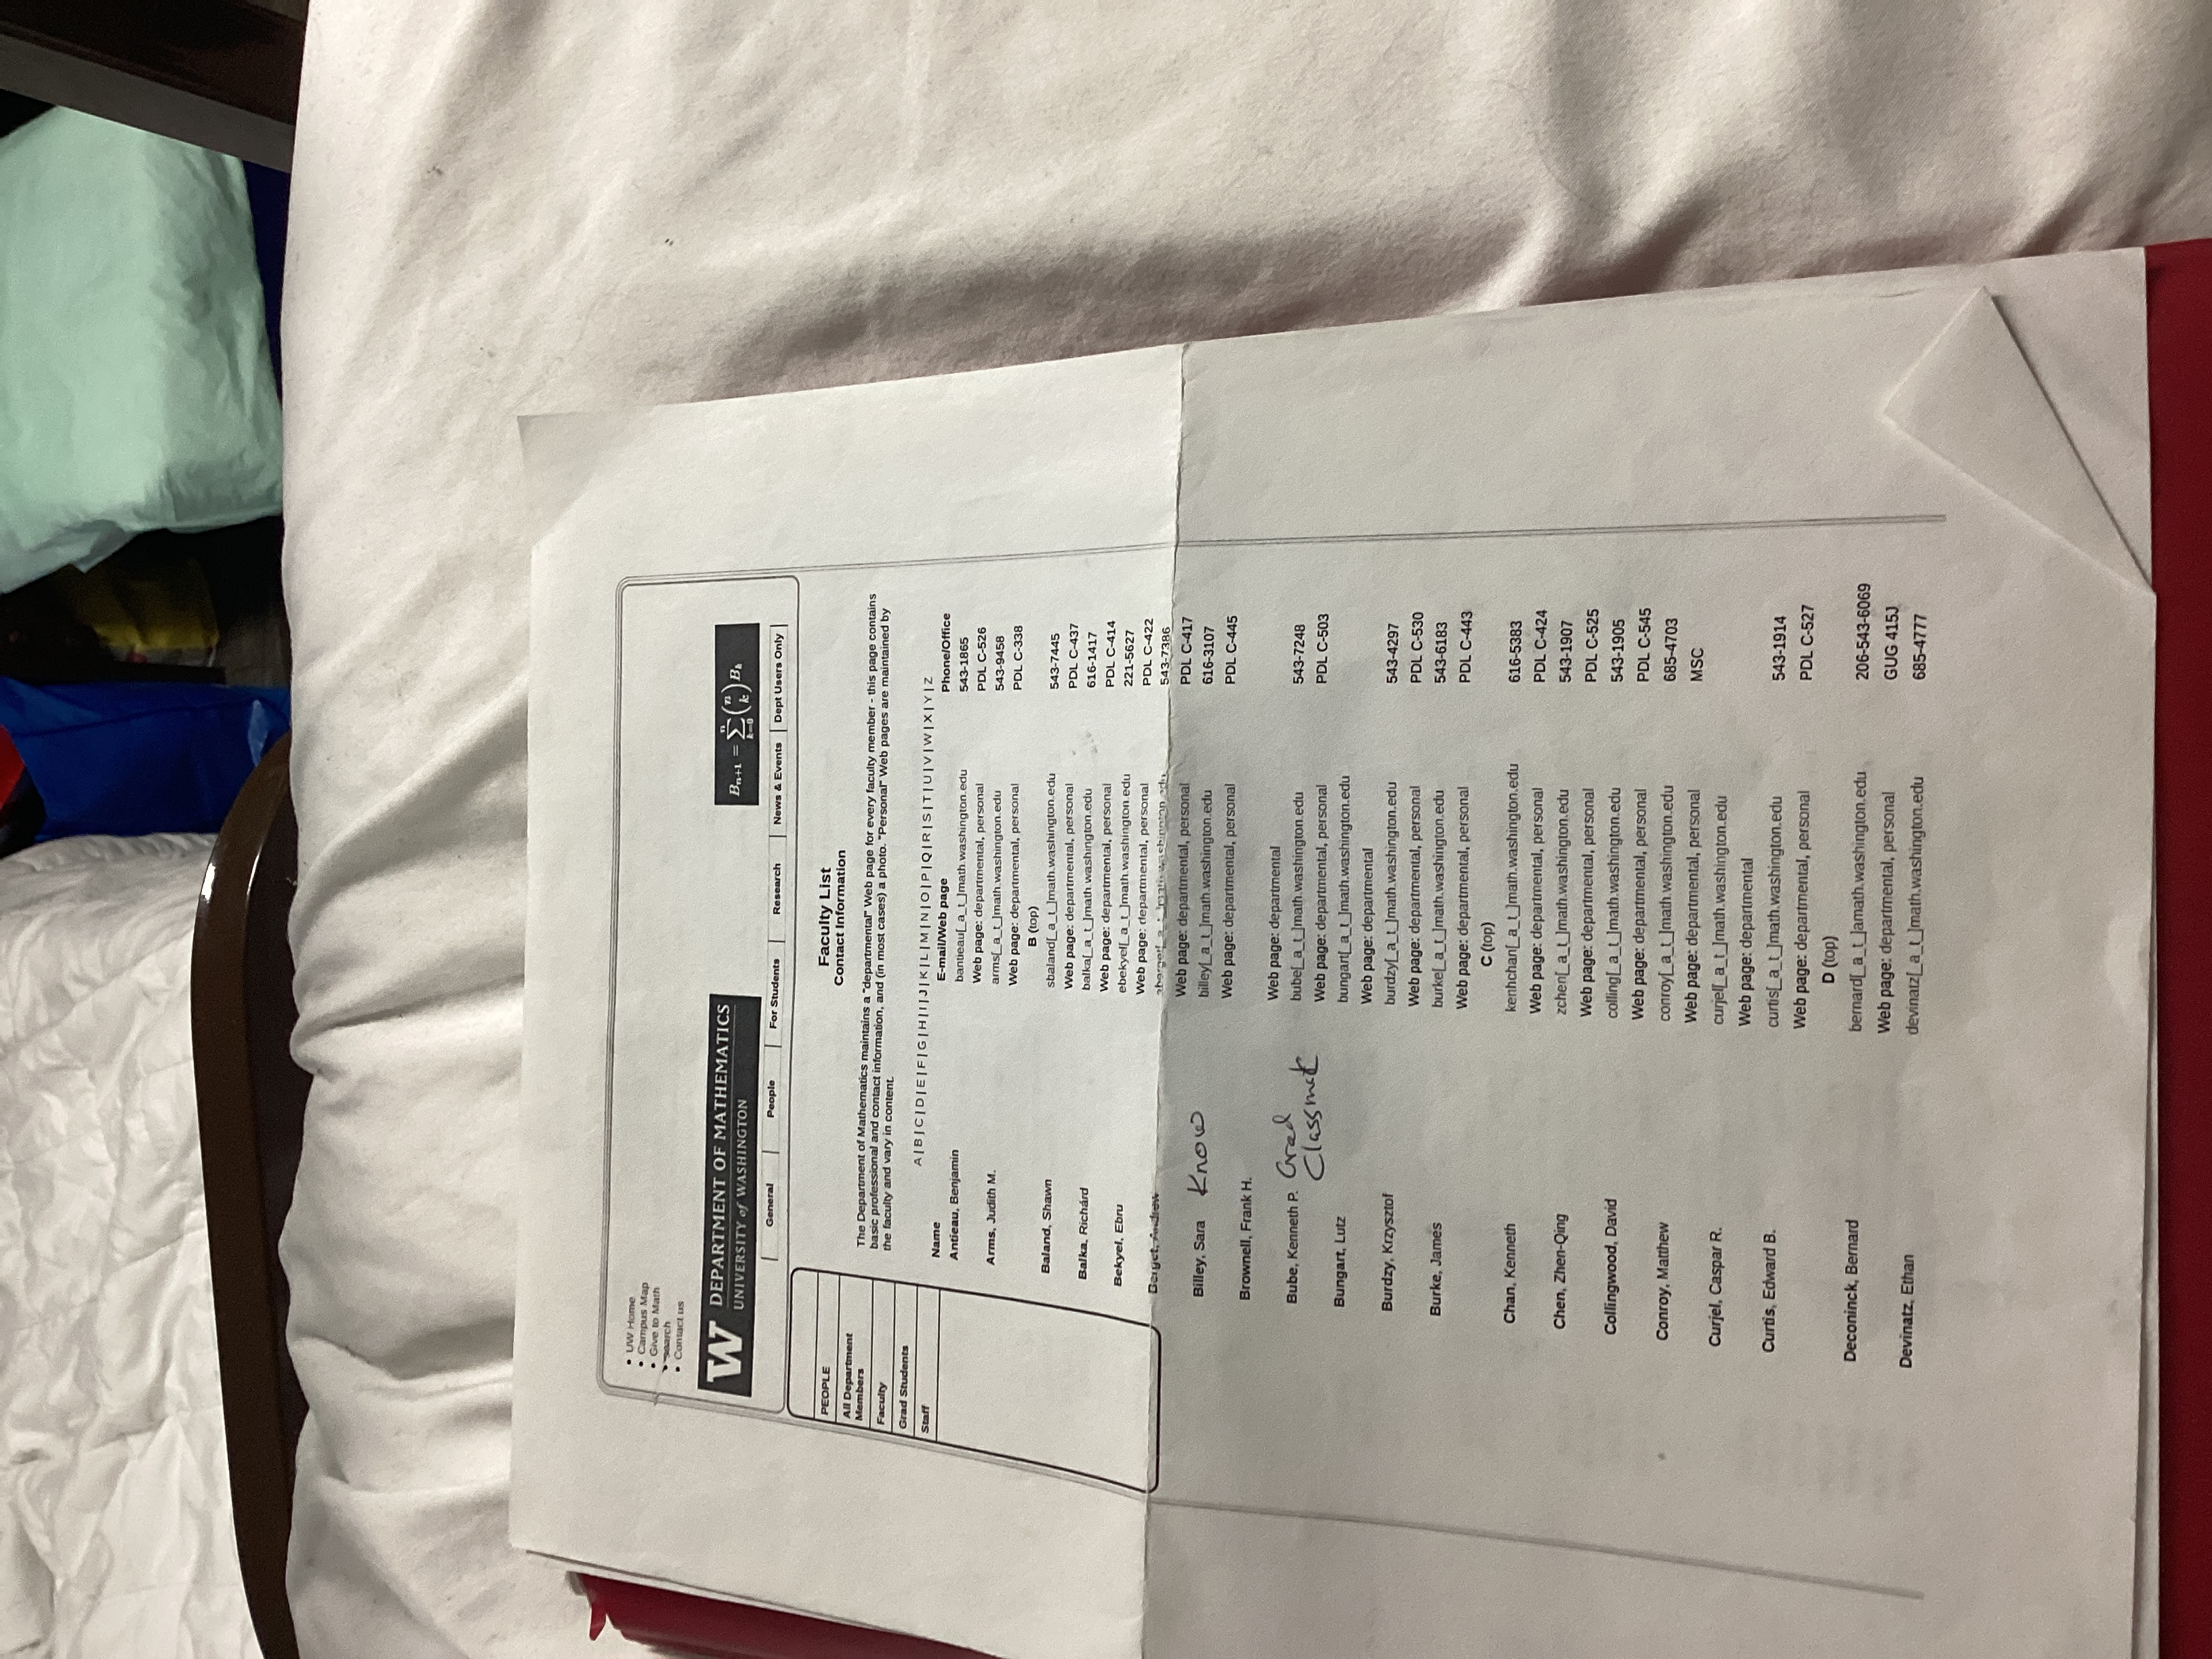 UW Home
Campus Map
Give to Math
Search
Contact us
W DEPARTMENT OF MATHEMATICS
UNIVERSITY of WASHINGTON
B_{n+1} = \sum_{k=0}^{n} \binom{n}{k} B_k
General | People | For Students | Research | News & Events | Dept Users Only
PEOPLE
All Department
Members
Faculty
Grad Students
Staff
Faculty List
Contact Information
The Department of Mathematics maintains a "departmental" Web page for every faculty member - this page contains
basic professional and contact information, and (in most cases) a photo. "Personal" Web pages are maintained by
the faculty and vary in content.
A|B|C|D|E|F|G|H|I|J|K|L|M|N|O|P|Q|R|S|T|U|V|W|X|Y|Z
Name E-mail/Web page Phone/Office
Antieau, Benjamin bantieau[_a_t_]math.washington.edu 543-1865
Web page: departmental, personal PDL C-526
Arms, Judith M. arms[_a_t_]math.washington.edu 543-9458
Web page: departmental, personal PDL C-338
B (top)
Baland, Shawn sbaland[_a_t_]math.washington.edu 543-7445
Web page: departmental, personal PDL C-437
Balka, Richárd balka[_a_t_]math.washington.edu 616-1417
Web page: departmental, personal PDL C-414
Bekyel, Ebru ebekyel[_a_t_]math.washington.edu 221-5627
Web page: departmental, personal PDL C-422
Berget, Andrew aberget[_a_t_]math.washington.edu 543-7386
Web page: departmental, personal PDL C-417
Billey, Sara Know billey[_a_t_]math.washington.edu 616-3107
Web page: departmental, personal PDL C-445
Brownell, Frank H.
Web page: departmental
Bube, Kenneth P. Grad bube[_a_t_]math.washington.edu 543-7248
Classmate Web page: departmental, personal PDL C-503
Bungart, Lutz bungart[_a_t_]math.washington.edu
Web page: departmental
Burdzy, Krzysztof burdzy[_a_t_]math.washington.edu 543-4297
Web page: departmental, personal PDL C-530
Burke, James burke[_a_t_]math.washington.edu 543-6183
Web page: departmental, personal PDL C-443
C (top)
Chan, Kenneth kenhchan[_a_t_]math.washington.edu 616-5383
Web page: departmental, personal PDL C-424
Chen, Zhen-Qing zchen[_a_t_]math.washington.edu 543-1907
Web page: departmental, personal PDL C-525
Collingwood, David colling[_a_t_]math.washington.edu 543-1905
Web page: departmental, personal PDL C-545
Conroy, Matthew conroy[_a_t_]math.washington.edu 685-4703
Web page: departmental, personal MSC
Curjel, Caspar R. curjel[_a_t_]math.washington.edu
Web page: departmental
Curtis, Edward B. curtis[_a_t_]math.washington.edu 543-1914
Web page: departmental, personal PDL C-527
D (top)
Deconinck, Bernard bernard[_a_t_]amath.washington.edu 206-543-6069
Web page: departmental, personal GUG 415J
Devinatz, Ethan devinatz[_a_t_]math.washington.edu 685-4777